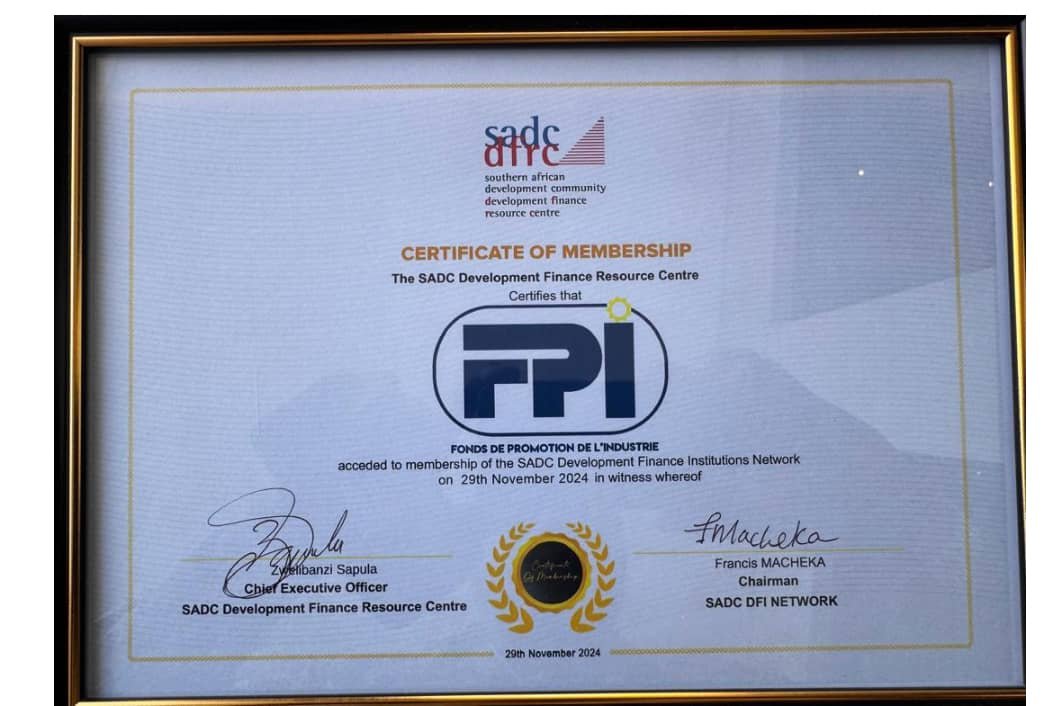 sadc
dfrc
southern african
development community
development finance
resource centre
CERTIFICATE OF MEMBERSHIP
The SADC Development Finance Resource Centre
Certifies that
FPI
FONDS DE PROMOTION DE L'INDUSTRIE
acceded to membership of the SADC Development Finance Institutions Network
on 29th November 2024 in witness whereof
Zwelibanzi Sapula
Chief Executive Officer
SADC Development Finance Resource Centre
Certificate
Of Membership
FMacheka
Francis MACHEKA
Chairman
SADC DFI NETWORK
29th November 2024